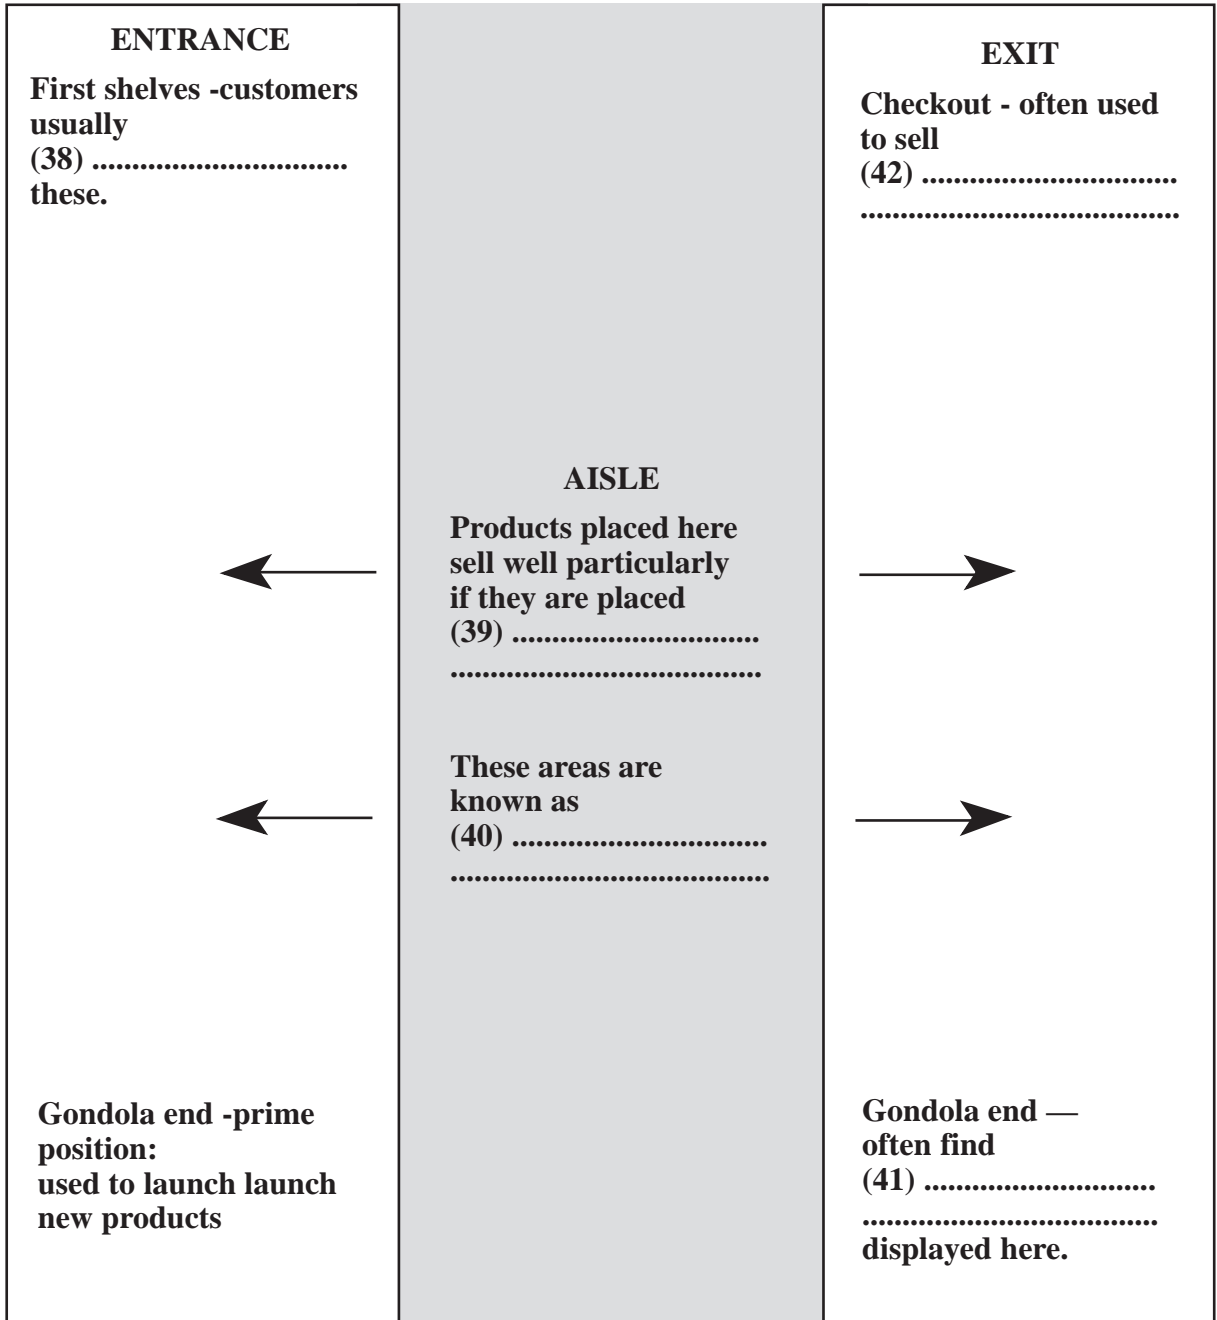 ENTRANCE
First shelves -customers
usually
(38) ................................
these.
Gondola end -prime
position:
used to launch launch
new products
AISLE
Products placed here
sell well particularly
if they are placed
(39) ...............................
.......................................
These areas are
known as
(40) ................................
........................................
EXIT
Checkout - often used
to sell
(42) ................................
........................................
Gondola end —
often find
(41) .............................
.....................................
displayed here.